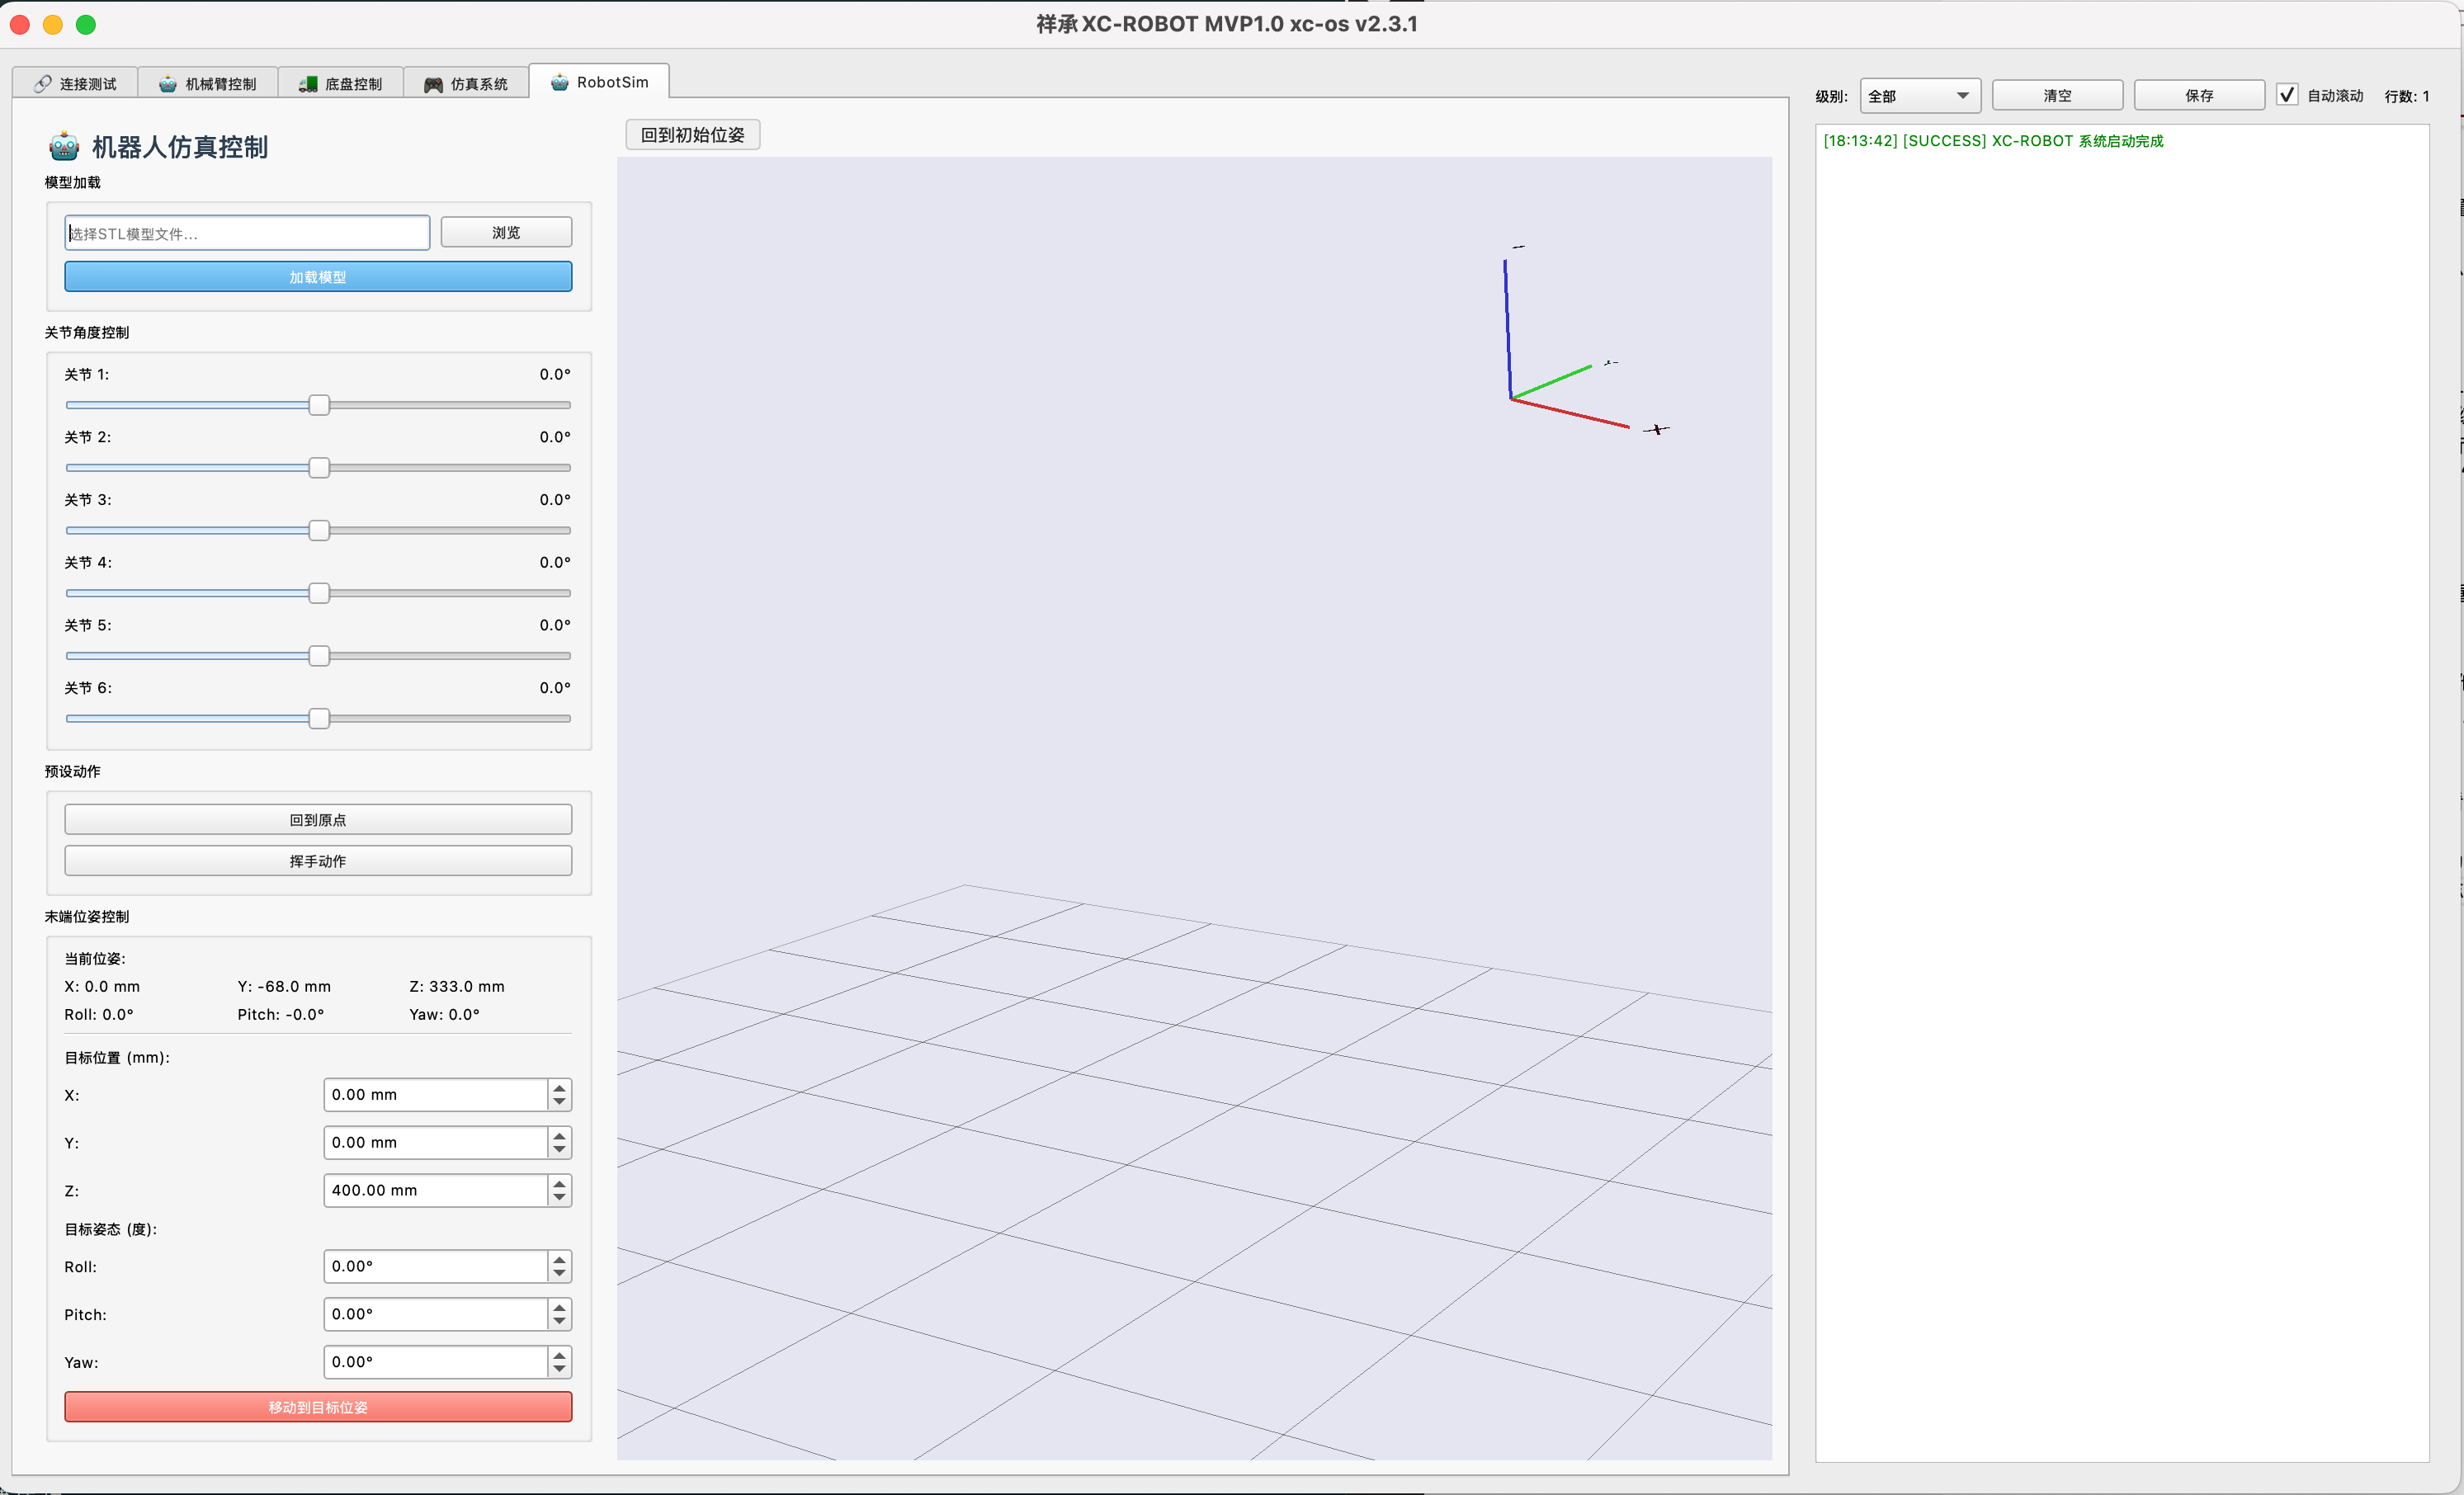 祥承 XC-ROBOT MVP1.0 xc-os v2.3.1
连接测试
机械臂控制
底盘控制
仿真系统
RobotSim
级别:
全部
清空
保存
自动滚动
行数: 1
机器人仿真控制
模型加载
选择STL模型文件...
浏览
加载模型
关节角度控制
关节 1:
0.0°
关节 2:
0.0°
关节 3:
0.0°
关节 4:
0.0°
关节 5:
0.0°
关节 6:
0.0°
预设动作
回到原点
挥手动作
末端位姿控制
当前位姿:
X: 0.0 mm
Y: -68.0 mm
Z: 333.0 mm
Roll: 0.0°
Pitch: -0.0°
Yaw: 0.0°
目标位置 (mm):
X:
0.00 mm
Y:
0.00 mm
Z:
400.00 mm
目标姿态 (度):
Roll:
0.00°
Pitch:
0.00°
Yaw:
0.00°
移动到目标位姿
回到初始位姿
[18:13:42] [SUCCESS] XC-ROBOT 系统启动完成